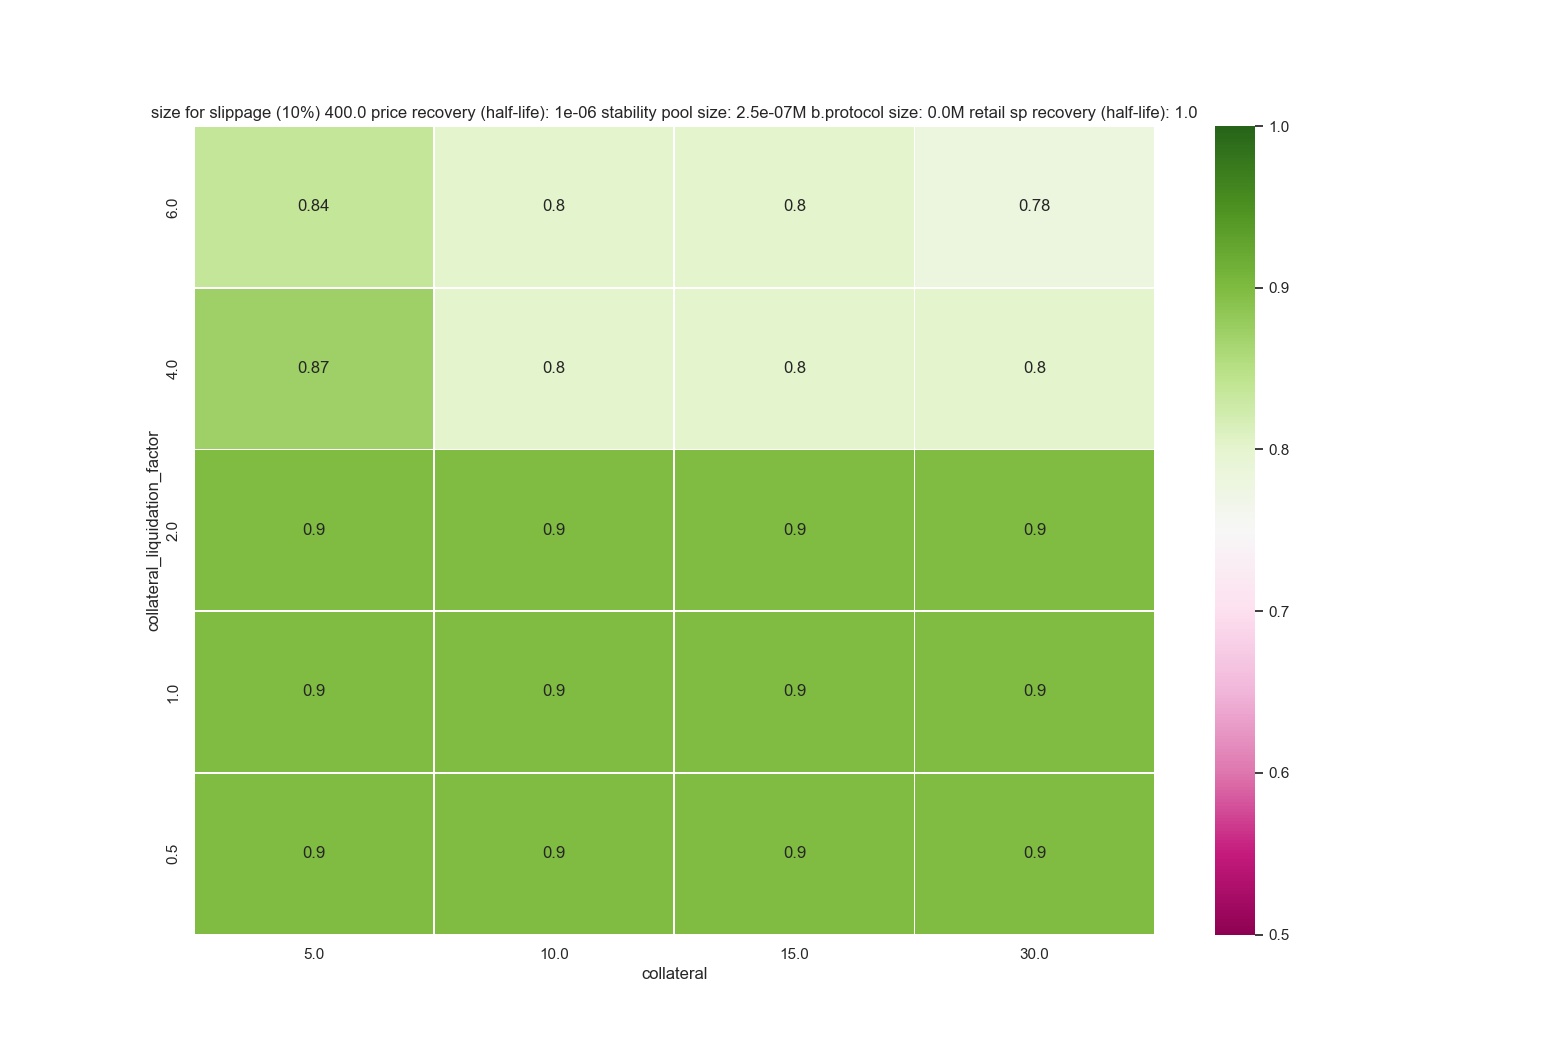 size for slippage (10%) 400.0 price recovery (half-life): 1e-06 stability pool size: 2.5e-07M b.protocol size: 0.0M retail sp recovery (half-life): 1.0
collateral_liquidation_factor
6.0 0.84 0.8 0.8 0.78
4.0 0.87 0.8 0.8 0.8
2.0 0.9 0.9 0.9 0.9
1.0 0.9 0.9 0.9 0.9
0.5 0.9 0.9 0.9 0.9
5.0 10.0 15.0 30.0
collateral
1.0
0.9
0.8
0.7
0.6
0.5